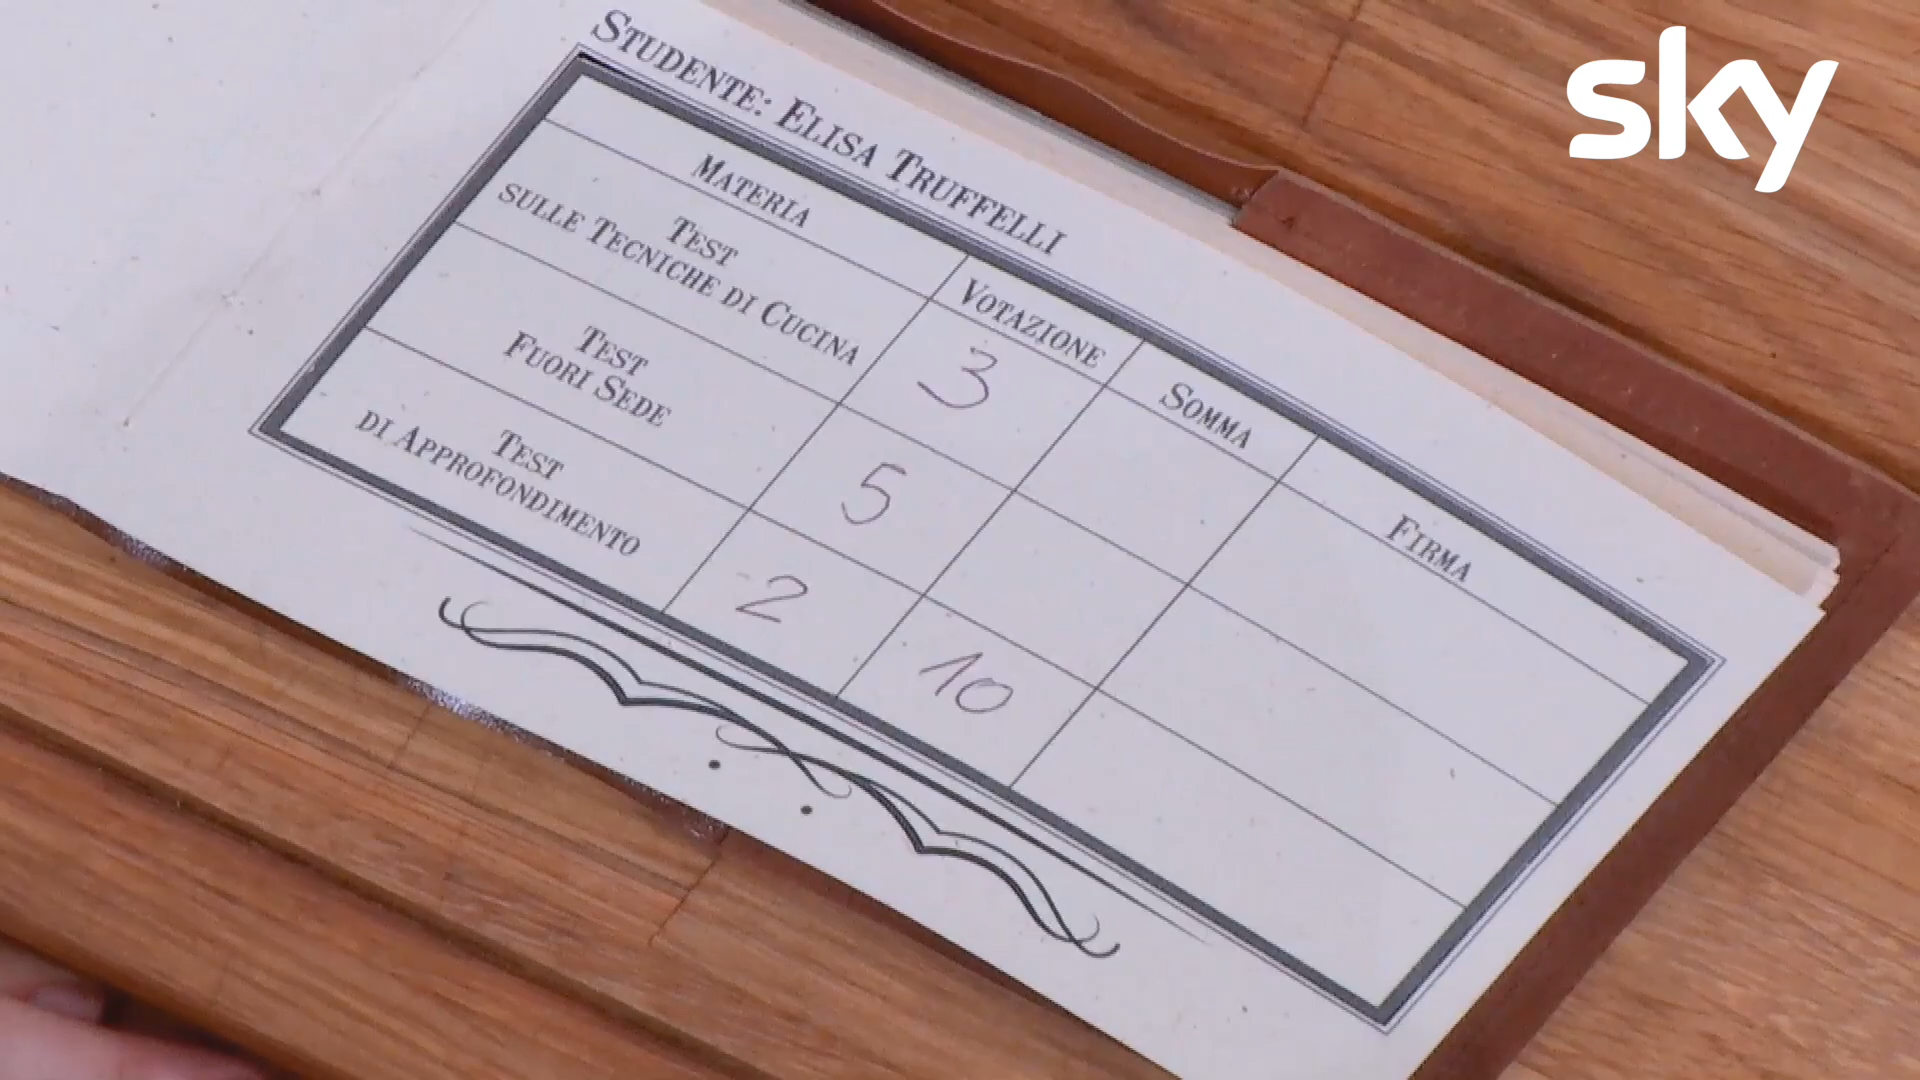 sky
STUDENTE: ELISA TRUFFELLI
MATERIA
VOTAZIONE
SOMMA
FIRMA
TEST
SULLE TECNICHE DI CUCINA
3
TEST
FUORI SEDE
5
TEST
DI APPROFONDIMENTO
2
10